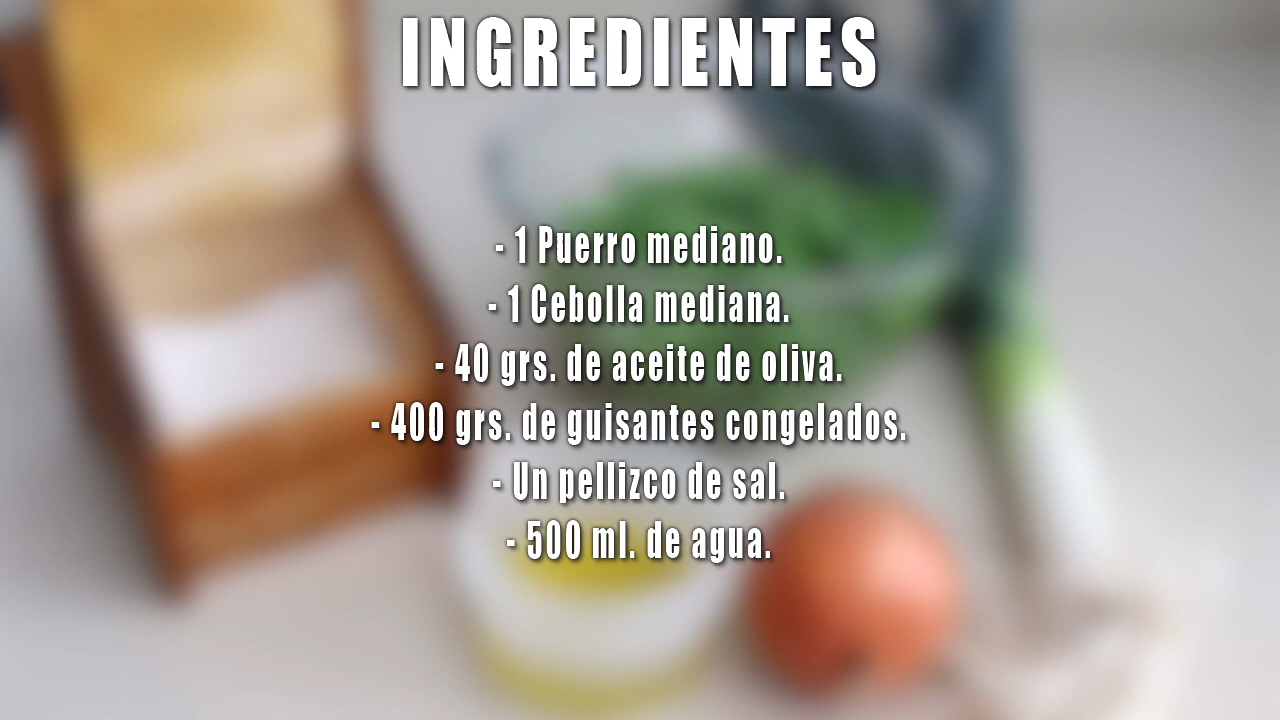 INGREDIENTES
- 1 Puerro mediano.
- 1 Cebolla mediana.
- 40 grs. de aceite de oliva.
- 400 grs. de guisantes congelados.
- Un pellizco de sal.
- 500 ml. de agua.